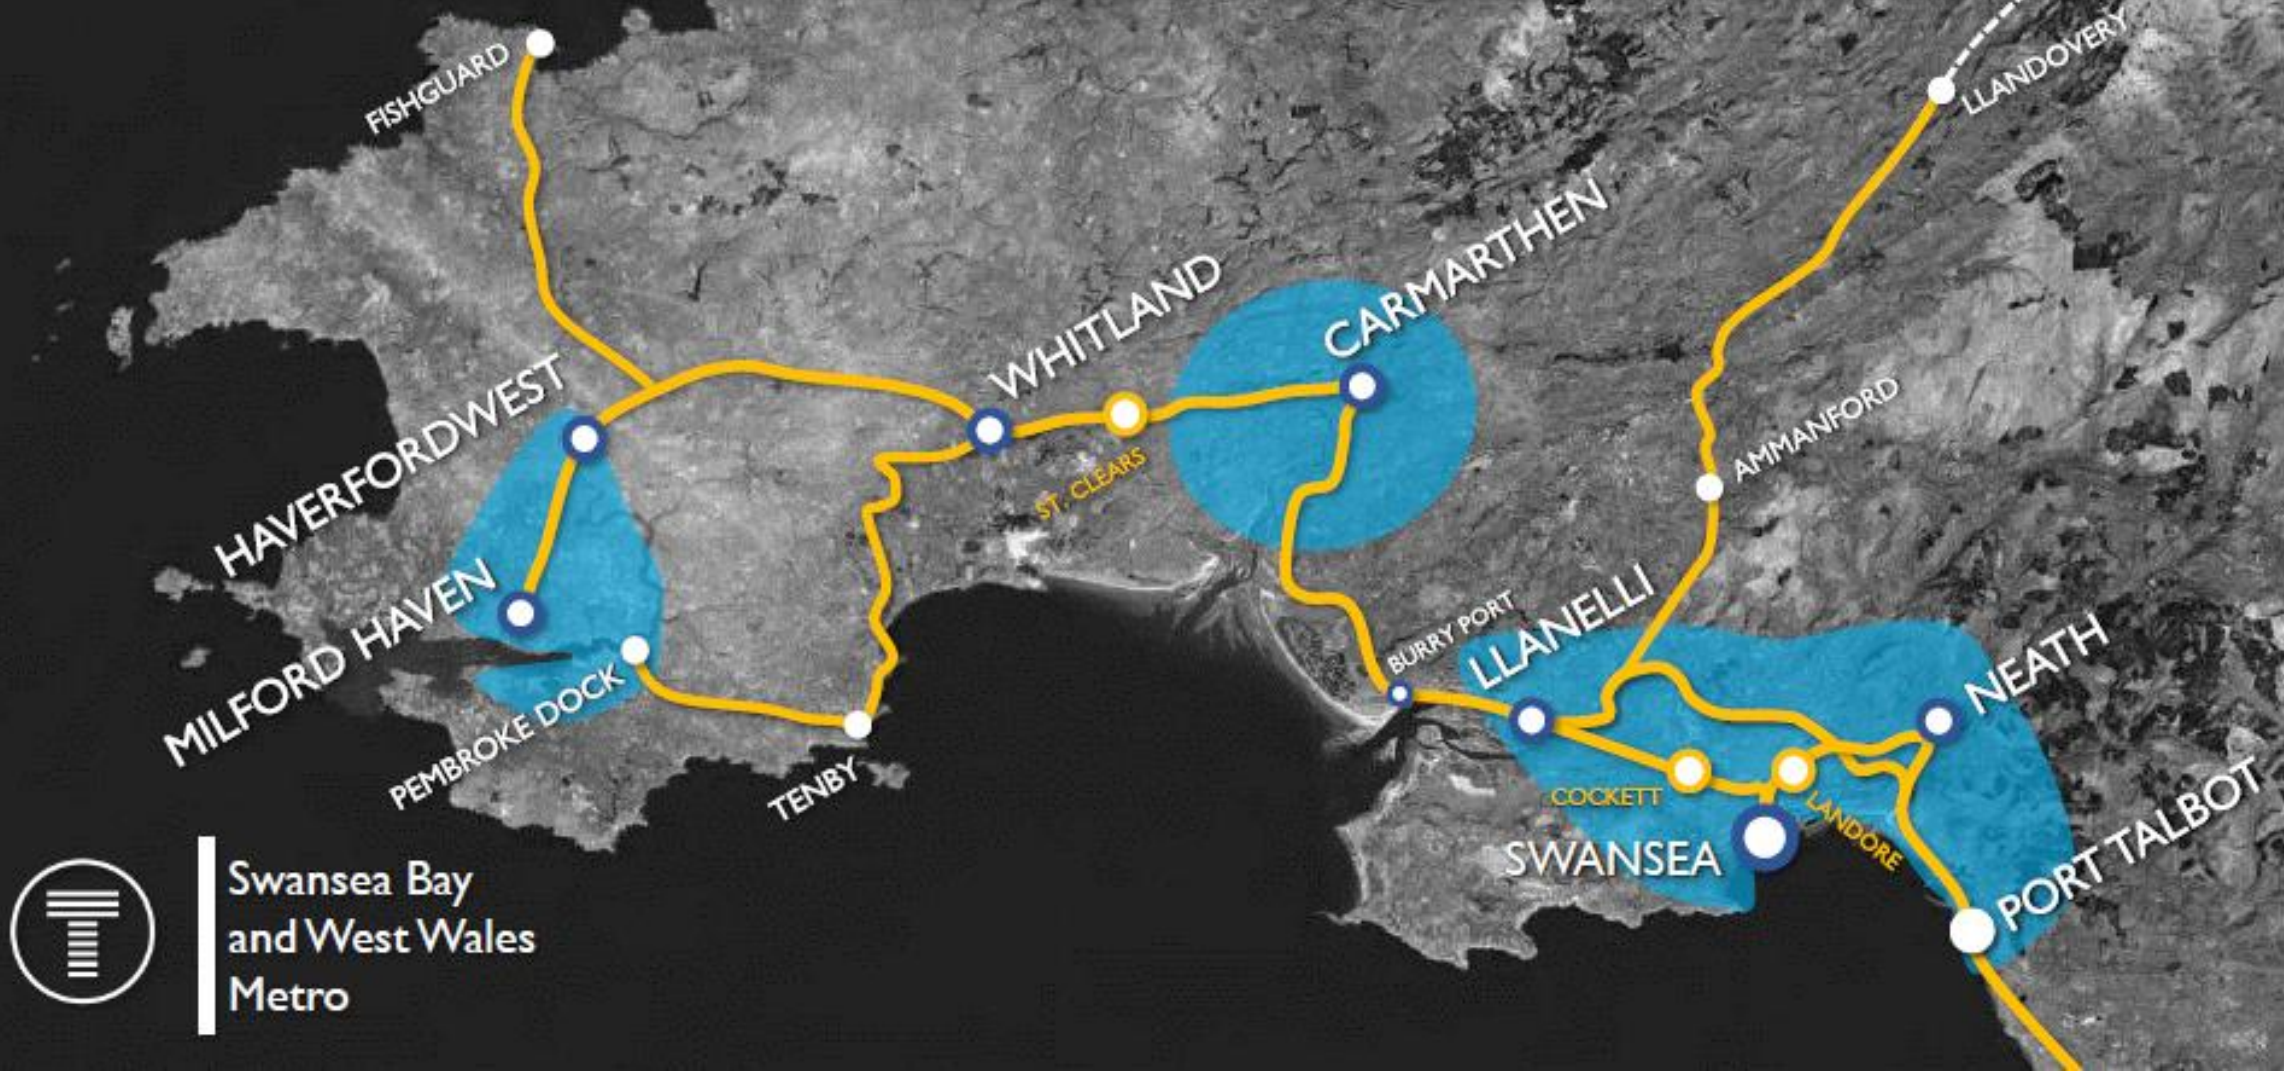 FISHGUARD
LLANDOVERY
CARMARTHEN
WHITLAND
HAVERFORDWEST
AMMANFORD
ST. CLEARS
MILFORD HAVEN
BURRY PORT
LLANELLI
NEATH
PEMBROKE DOCK
TENBY
COCKETT
LANDORE
SWANSEA
PORT TALBOT
T
Swansea Bay
and West Wales
Metro